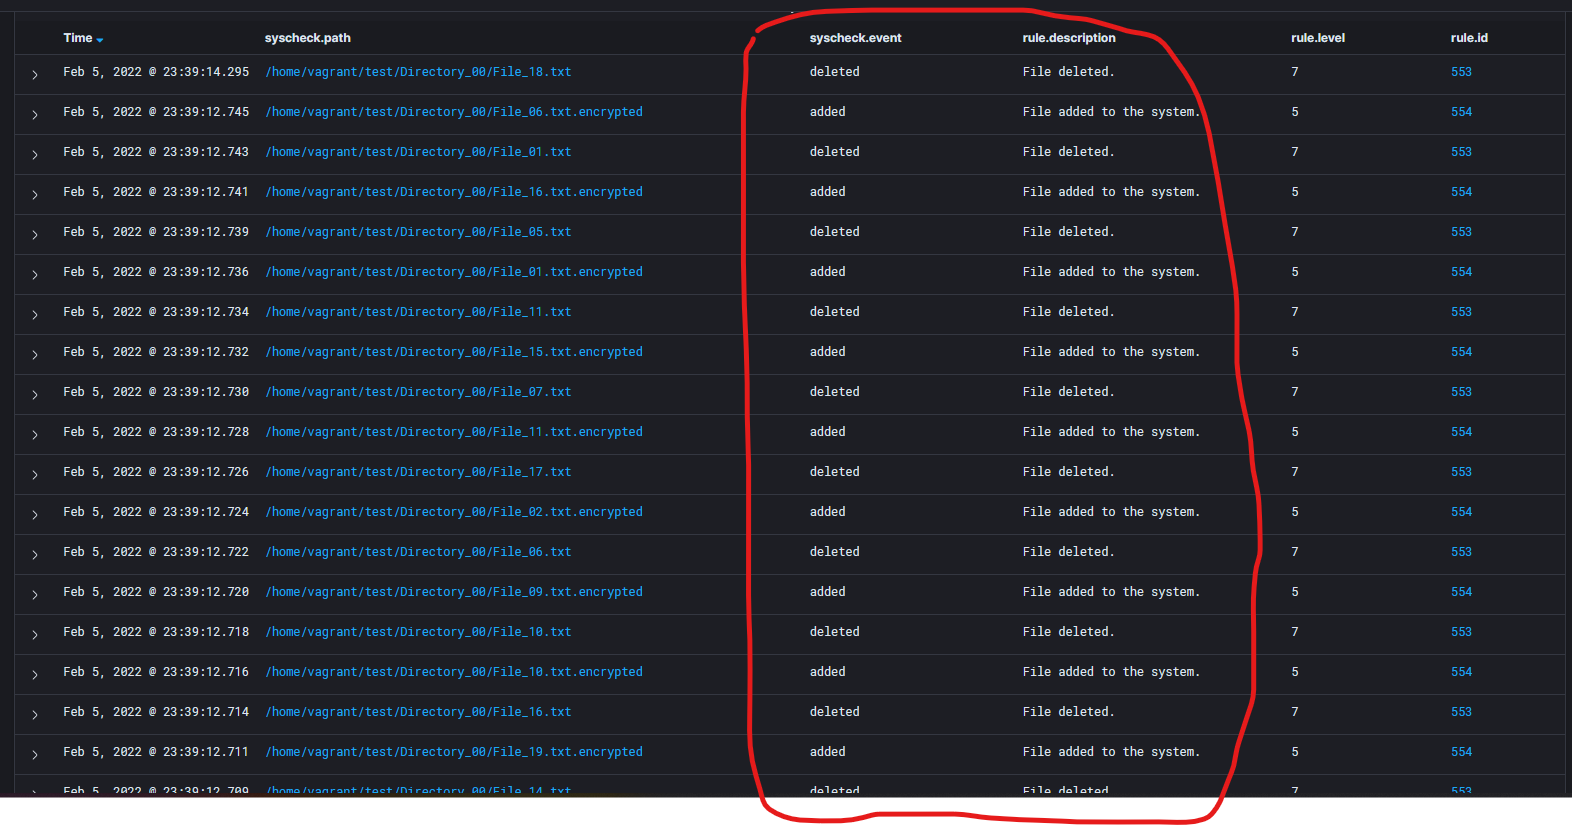 Time syscheck.path syscheck.event rule.description rule.level rule.id
Feb 5, 2022 @ 23:39:14.295 /home/vagrant/test/Directory_00/File_18.txt deleted File deleted. 7 553
Feb 5, 2022 @ 23:39:12.745 /home/vagrant/test/Directory_00/File_06.txt.encrypted added File added to the system. 5 554
Feb 5, 2022 @ 23:39:12.743 /home/vagrant/test/Directory_00/File_01.txt deleted File deleted. 7 553
Feb 5, 2022 @ 23:39:12.741 /home/vagrant/test/Directory_00/File_16.txt.encrypted added File added to the system. 5 554
Feb 5, 2022 @ 23:39:12.739 /home/vagrant/test/Directory_00/File_05.txt deleted File deleted. 7 553
Feb 5, 2022 @ 23:39:12.736 /home/vagrant/test/Directory_00/File_01.txt.encrypted added File added to the system. 5 554
Feb 5, 2022 @ 23:39:12.734 /home/vagrant/test/Directory_00/File_11.txt deleted File deleted. 7 553
Feb 5, 2022 @ 23:39:12.732 /home/vagrant/test/Directory_00/File_15.txt.encrypted added File added to the system. 5 554
Feb 5, 2022 @ 23:39:12.730 /home/vagrant/test/Directory_00/File_07.txt deleted File deleted. 7 553
Feb 5, 2022 @ 23:39:12.728 /home/vagrant/test/Directory_00/File_11.txt.encrypted added File added to the system. 5 554
Feb 5, 2022 @ 23:39:12.726 /home/vagrant/test/Directory_00/File_17.txt deleted File deleted. 7 553
Feb 5, 2022 @ 23:39:12.724 /home/vagrant/test/Directory_00/File_02.txt.encrypted added File added to the system. 5 554
Feb 5, 2022 @ 23:39:12.722 /home/vagrant/test/Directory_00/File_06.txt deleted File deleted. 7 553
Feb 5, 2022 @ 23:39:12.720 /home/vagrant/test/Directory_00/File_09.txt.encrypted added File added to the system. 5 554
Feb 5, 2022 @ 23:39:12.718 /home/vagrant/test/Directory_00/File_10.txt deleted File deleted. 7 553
Feb 5, 2022 @ 23:39:12.716 /home/vagrant/test/Directory_00/File_10.txt.encrypted added File added to the system. 5 554
Feb 5, 2022 @ 23:39:12.714 /home/vagrant/test/Directory_00/File_16.txt deleted File deleted. 7 553
Feb 5, 2022 @ 23:39:12.711 /home/vagrant/test/Directory_00/File_19.txt.encrypted added File added to the system. 5 554
Feb 5, 2022 @ 23:39:12.709 /home/vagrant/test/Directory_00/File_14.txt deleted File deleted. 7 553